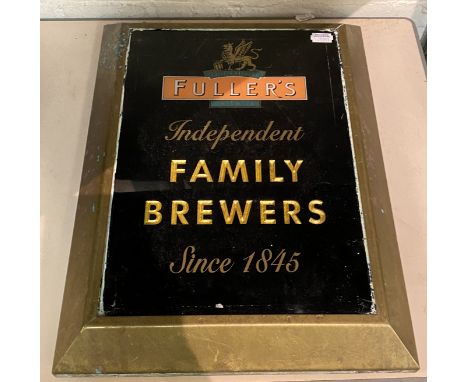 FULLER'S
Independent
FAMILY
BREWERS
Since 1845